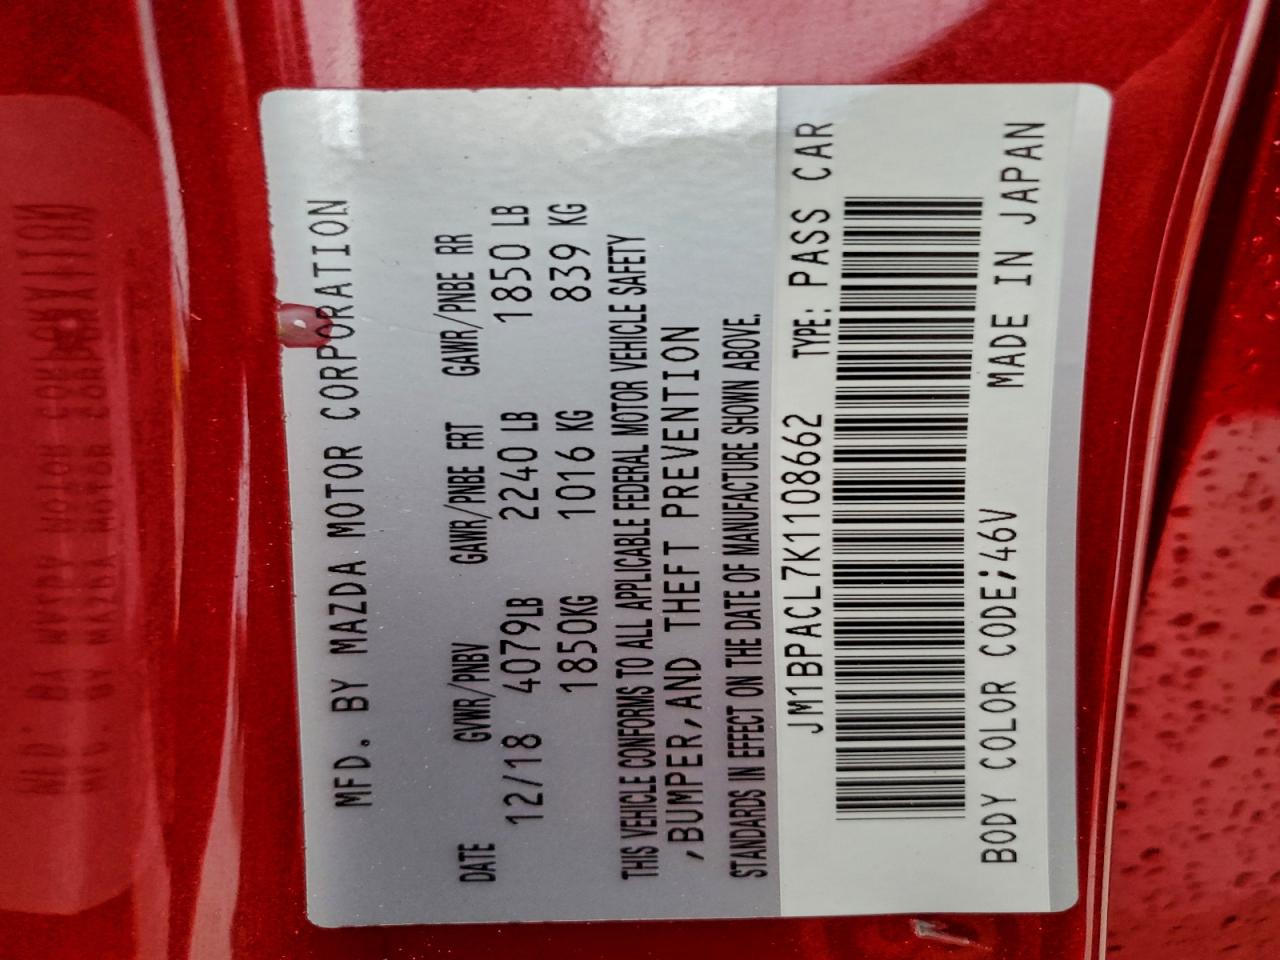 MFD. BY MAZDA MOTOR CORPORATION
DATE GVWR/PNBV GAWR/PNBE FRT GAWR/PNBE RR
12/18 4079LB 2240 LB 1850 LB
1850KG 1016 KG 839 KG
THIS VEHICLE CONFORMS TO ALL APPLICABLE FEDERAL MOTOR VEHICLE SAFETY
,BUMPER,AND THEFT PREVENTION
STANDARDS IN EFFECT ON THE DATE OF MANUFACTURE SHOWN ABOVE.
JM1BPACL7K1108662 TYPE: PASS CAR
BODY COLOR CODE;46V MADE IN JAPAN